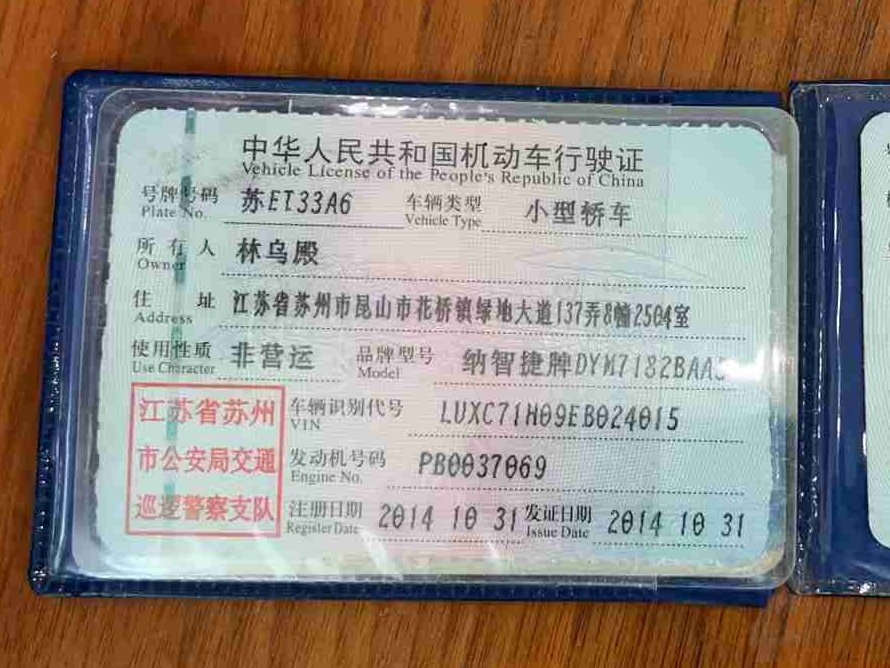 中华人民共和国机动车行驶证
Vehicle License of the People's Republic of China
号牌号码 苏ET33A6 车辆类型 小型轿车
Plate No. Vehicle Type
所有人 林乌殿
Owner
住址 江苏省苏州市昆山市花桥镇绿地大道137弄8幢2504室
Address
使用性质 非营运 品牌型号 纳智捷牌DYM7182BAA
Use Character Model
江苏省苏州
市公安局交通
巡逻警察支队
车辆识别代号 LUXC71H09EB024015
VIN
发动机号码 PB0037069
Engine No.
注册日期 2014 10 31 发证日期 2014 10 31
Register Date Issue Date